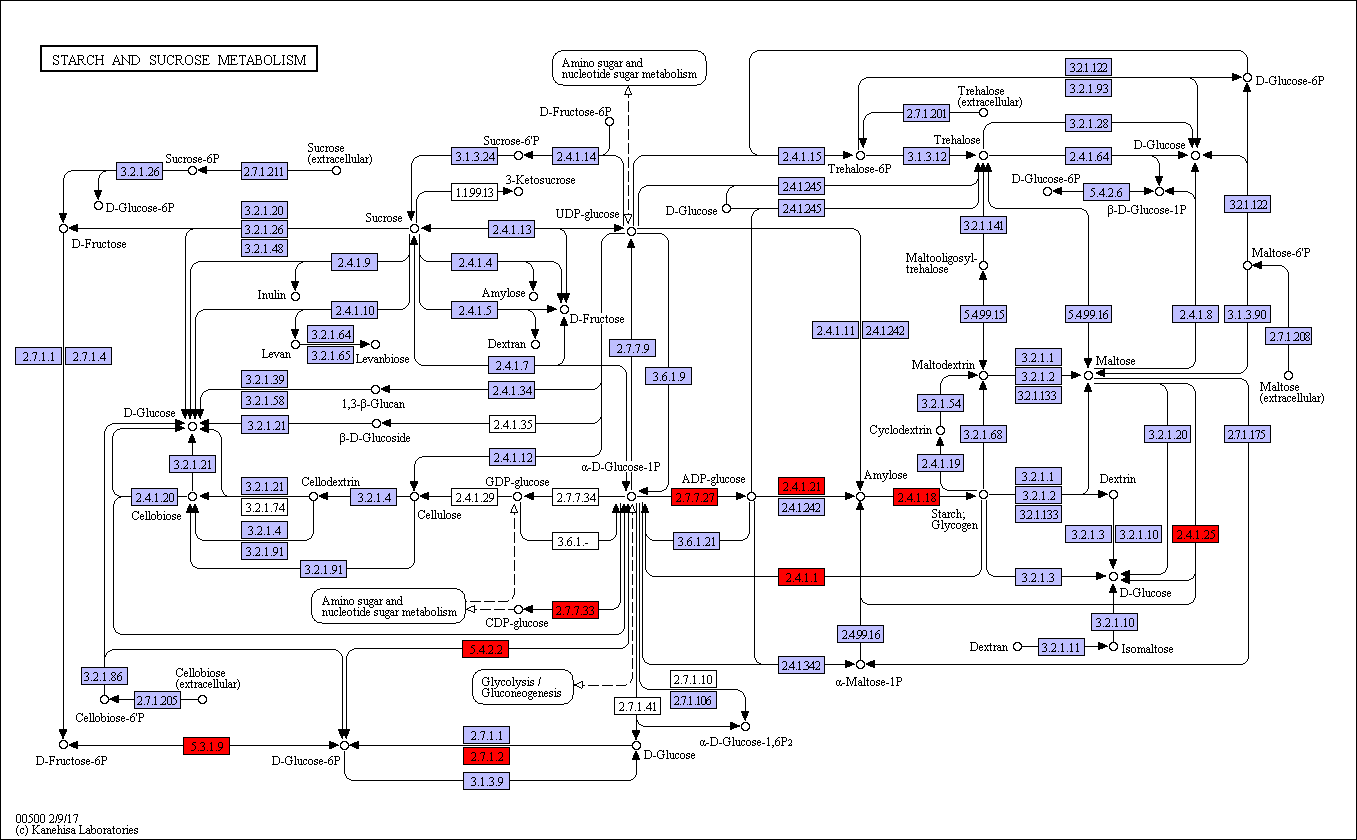 STARCH AND SUCROSE METABOLISM
Amino sugar and
nucleotide sugar metabolism
3.2.1.122
D-Glucose-6P
3.2.1.93
Trehalose
(extracellular)
2.7.1.201
D-Fructose-6P
3.2.1.28
Sucrose-6'P
Trehalose
D-Glucose
Sucrose
(extracellular)
Sucrose-6P
3.1.3.24
2.4.1.14
2.4.1.15
3.1.3.12
2.4.1.64
3.2.1.26
2.7.1.211
Trehalose-6P
3-Ketosucrose
1.1.99.13
2.4.1.245
D-Glucose-6P
5.4.2.6
D-Glucose-6P
D-Glucose
2.4.1.245
β-D-Glucose-1P
3.2.1.122
3.2.1.20
Sucrose
UDP-glucose
3.2.1.26
2.4.1.13
3.2.1.141
D-Fructose
3.2.1.48
Maltose-6'P
2.4.1.9
2.4.1.4
Maltooligosyl-
trehalose
Inulin
Amylose
2.4.1.10
2.4.1.5
D-Fructose
5.4.99.15
5.4.99.16
2.4.1.8
3.1.3.90
3.2.1.64
2.4.1.11
2.4.1.242
2.7.1.208
Levan
Levanbiose
Dextran
2.7.7.9
2.7.1.1
2.7.1.4
3.2.1.65
2.4.1.7
Maltodextrin
3.2.1.1
Maltose
3.6.1.9
3.2.1.39
2.4.1.34
3.2.1.2
Maltose
(extracellular)
3.2.1.58
1,3-β-Glucan
3.2.1.133
3.2.1.54
D-Glucose
3.2.1.21
2.4.1.35
Cyclodextrin
3.2.1.68
3.2.1.20
2.7.1.175
β-D-Glucoside
3.2.1.21
2.4.1.12
α-D-Glucose-1P
2.4.1.19
Cellodextrin
GDP-glucose
ADP-glucose
Amylose
3.2.1.1
Dextrin
2.4.1.20
3.2.1.21
3.2.1.4
2.4.1.29
2.7.7.34
2.7.7.27
2.4.1.21
2.4.1.18
3.2.1.2
3.2.1.74
Cellulose
2.4.1.242
Starch;
Glycogen
3.2.1.133
Cellobiose
3.2.1.4
3.2.1.91
3.6.1.-
3.6.1.21
3.2.1.3
3.2.1.10
2.4.1.25
3.2.1.91
2.4.1.1
3.2.1.3
D-Glucose
Amino sugar and
nucleotide sugar metabolism
2.7.7.33
CDP-glucose
3.2.1.10
2.4.99.16
5.4.2.2
Dextran
3.2.1.11
Isomaltose
3.2.1.86
Cellobiose
(extracellular)
2.4.1.342
α-Maltose-1P
Glycolysis /
Gluconeogenesis
2.7.1.10
2.7.1.205
2.7.1.106
Cellobiose-6'P
2.7.1.41
2.7.1.1
α-D-Glucose-1,6P2
5.3.1.9
2.7.1.2
D-Fructose-6P
D-Glucose-6P
D-Glucose
3.1.3.9
00500 2/9/17
(c) Kanehisa Laboratories